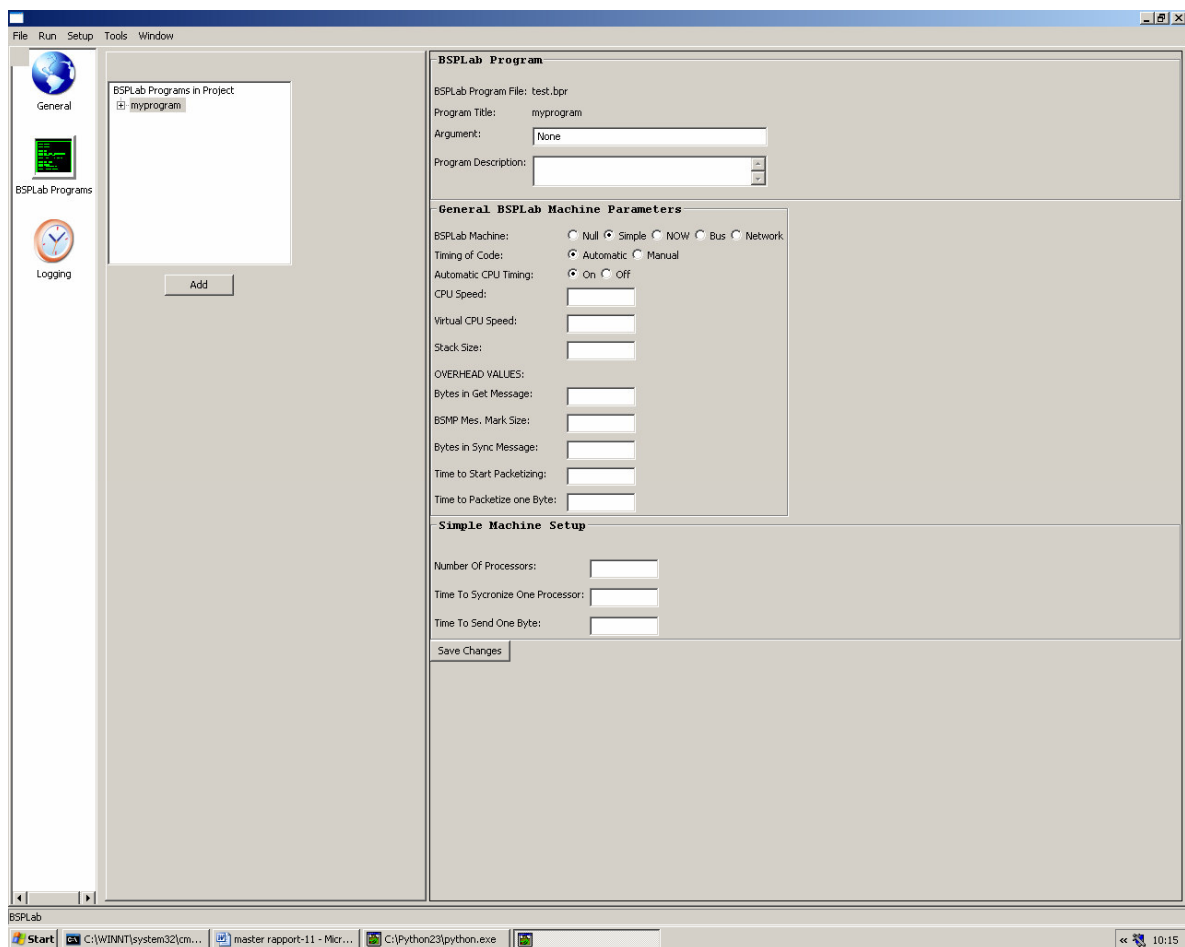 File Run Setup Tools Window
General
BSPLab Programs
Logging
BSPLab Programs in Project
myprogram
Add
BSPLab Program
BSPLab Program File: test.bpr
Program Title: myprogram
Argument: None
Program Description:
General BSPLab Machine Parameters
BSPLab Machine: Null Simple NOW Bus Network
Timing of Code: Automatic Manual
Automatic CPU Timing: On Off
CPU Speed:
Virtual CPU Speed:
Stack Size:
OVERHEAD VALUES:
Bytes in Get Message:
BSMP Mes. Mark Size:
Bytes in Sync Message:
Time to Start Packetizing:
Time to Packetize one Byte:
Simple Machine Setup
Number Of Processors:
Time To Sycronize One Processor:
Time To Send One Byte:
Save Changes
BSPLab
Start C:\WINNT\system32\cm... master rapport-11 - Micr... C:\Python23\python.exe 10:15